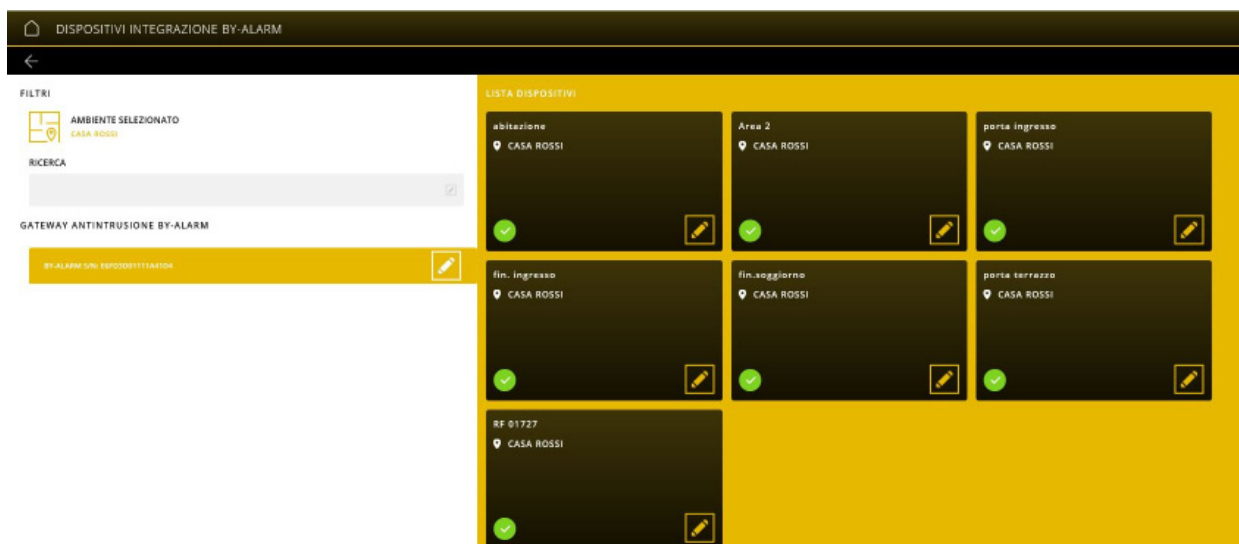 DISPOSITIVI INTEGRAZIONE BY-ALARM
FILTRI
AMBIENTE SELEZIONATO
CASA ROSSI
RICERCA
GATEWAY ANTINTRUSIONE BY-ALARM
BY-ALARM S/N:
LISTA DISPOSITIVI
abitazione
CASA ROSSI
Area 2
CASA ROSSI
porta ingresso
CASA ROSSI
fin. ingresso
CASA ROSSI
fin.soggiorno
CASA ROSSI
porta terrazzo
CASA ROSSI
RF 01727
CASA ROSSI